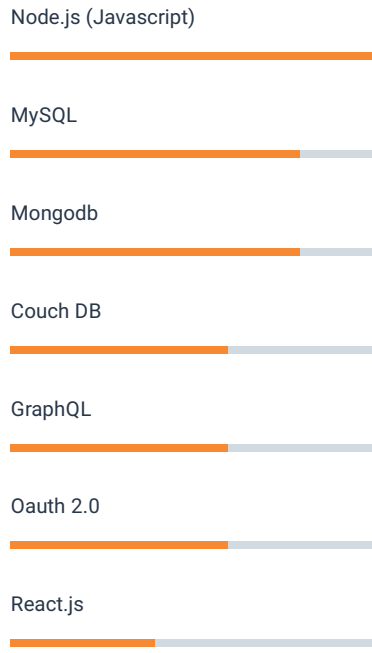 Node.js (Javascript)
MySQL
Mongodb
Couch DB
GraphQL
Oauth 2.0
React.js